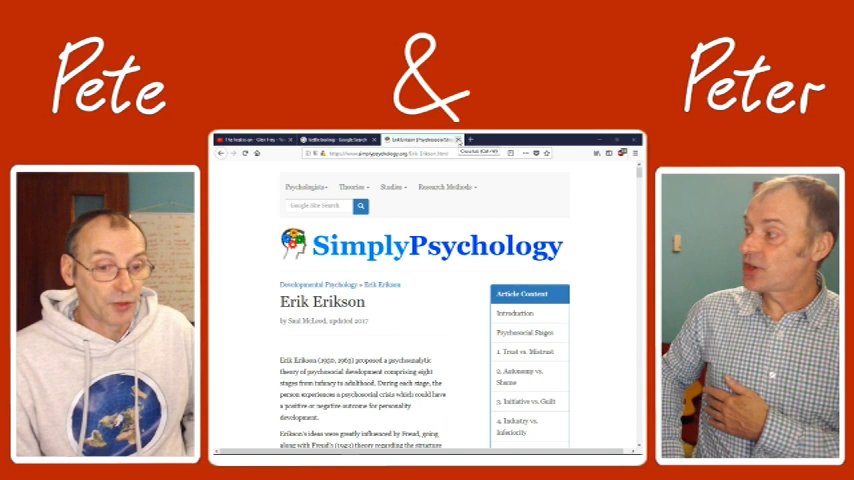 Pete & Peter
SimplyPsychology
Psychologists
Theories
Studies
Research Methods
Google Site Search
Developmental Psychology » Erik Erikson
Erik Erikson
by Saul McLeod, updated 2017
Erik Erikson (1950, 1963) proposed a psychoanalytic
theory of psychosocial development comprising eight
stages from infancy to adulthood. During each stage, the
person experiences a psychosocial crisis which could have
a positive or negative outcome for personality
development.
Erikson's ideas were greatly influenced by Freud, going
along with Freud's (1923) theory regarding the structure
Article Content
Introduction
Psychosocial Stages
1. Trust vs. Mistrust
2. Autonomy vs.
Shame
3. Initiative vs. Guilt
4. Industry vs.
Inferiority